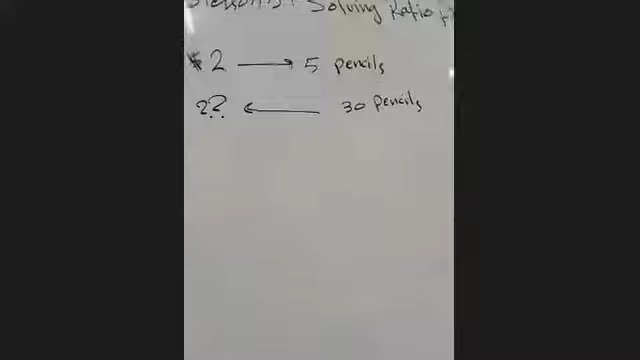 Solving Ratio
$2 → 5 pencils
?? ← 30 pencils